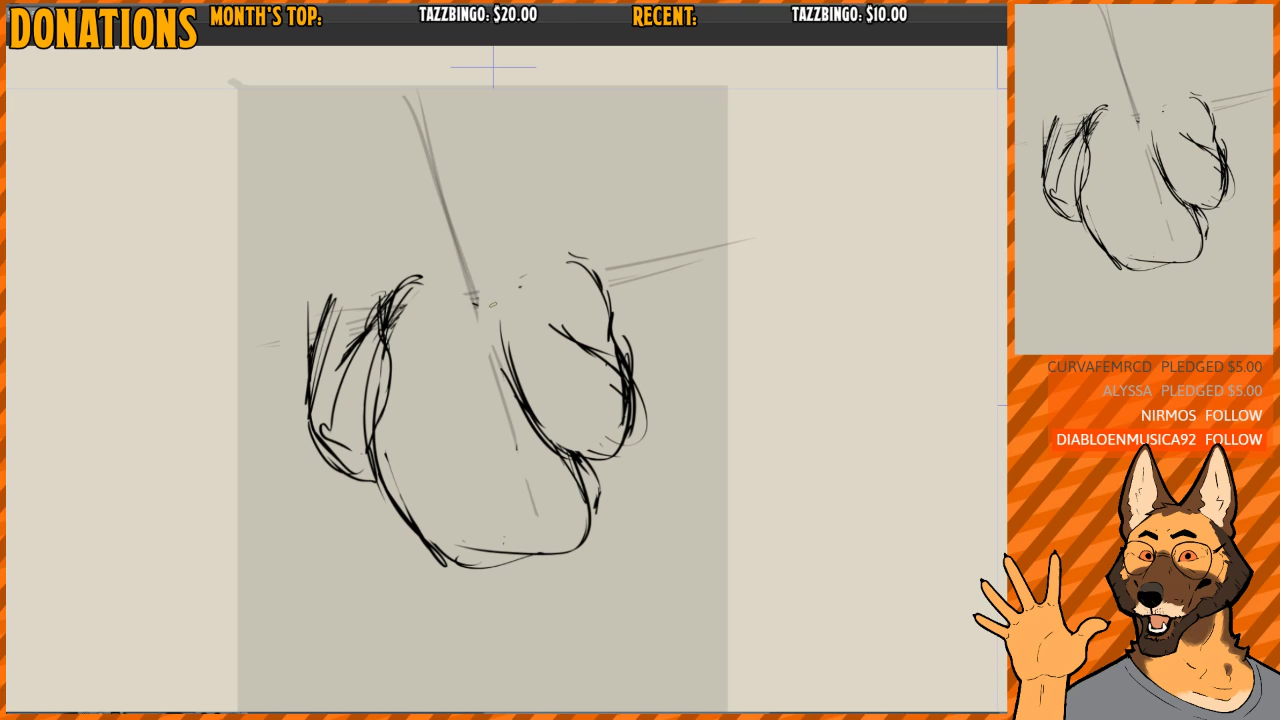 DONATIONS MONTH'S TOP: TAZZBINGO: $20.00 RECENT: TAZZBINGO: $10.00
CURVAFEMRCD PLEDGED $5.00
ALYSSA PLEDGED $5.00
NIRMOS FOLLOW
DIABLOENMUSICA92 FOLLOW